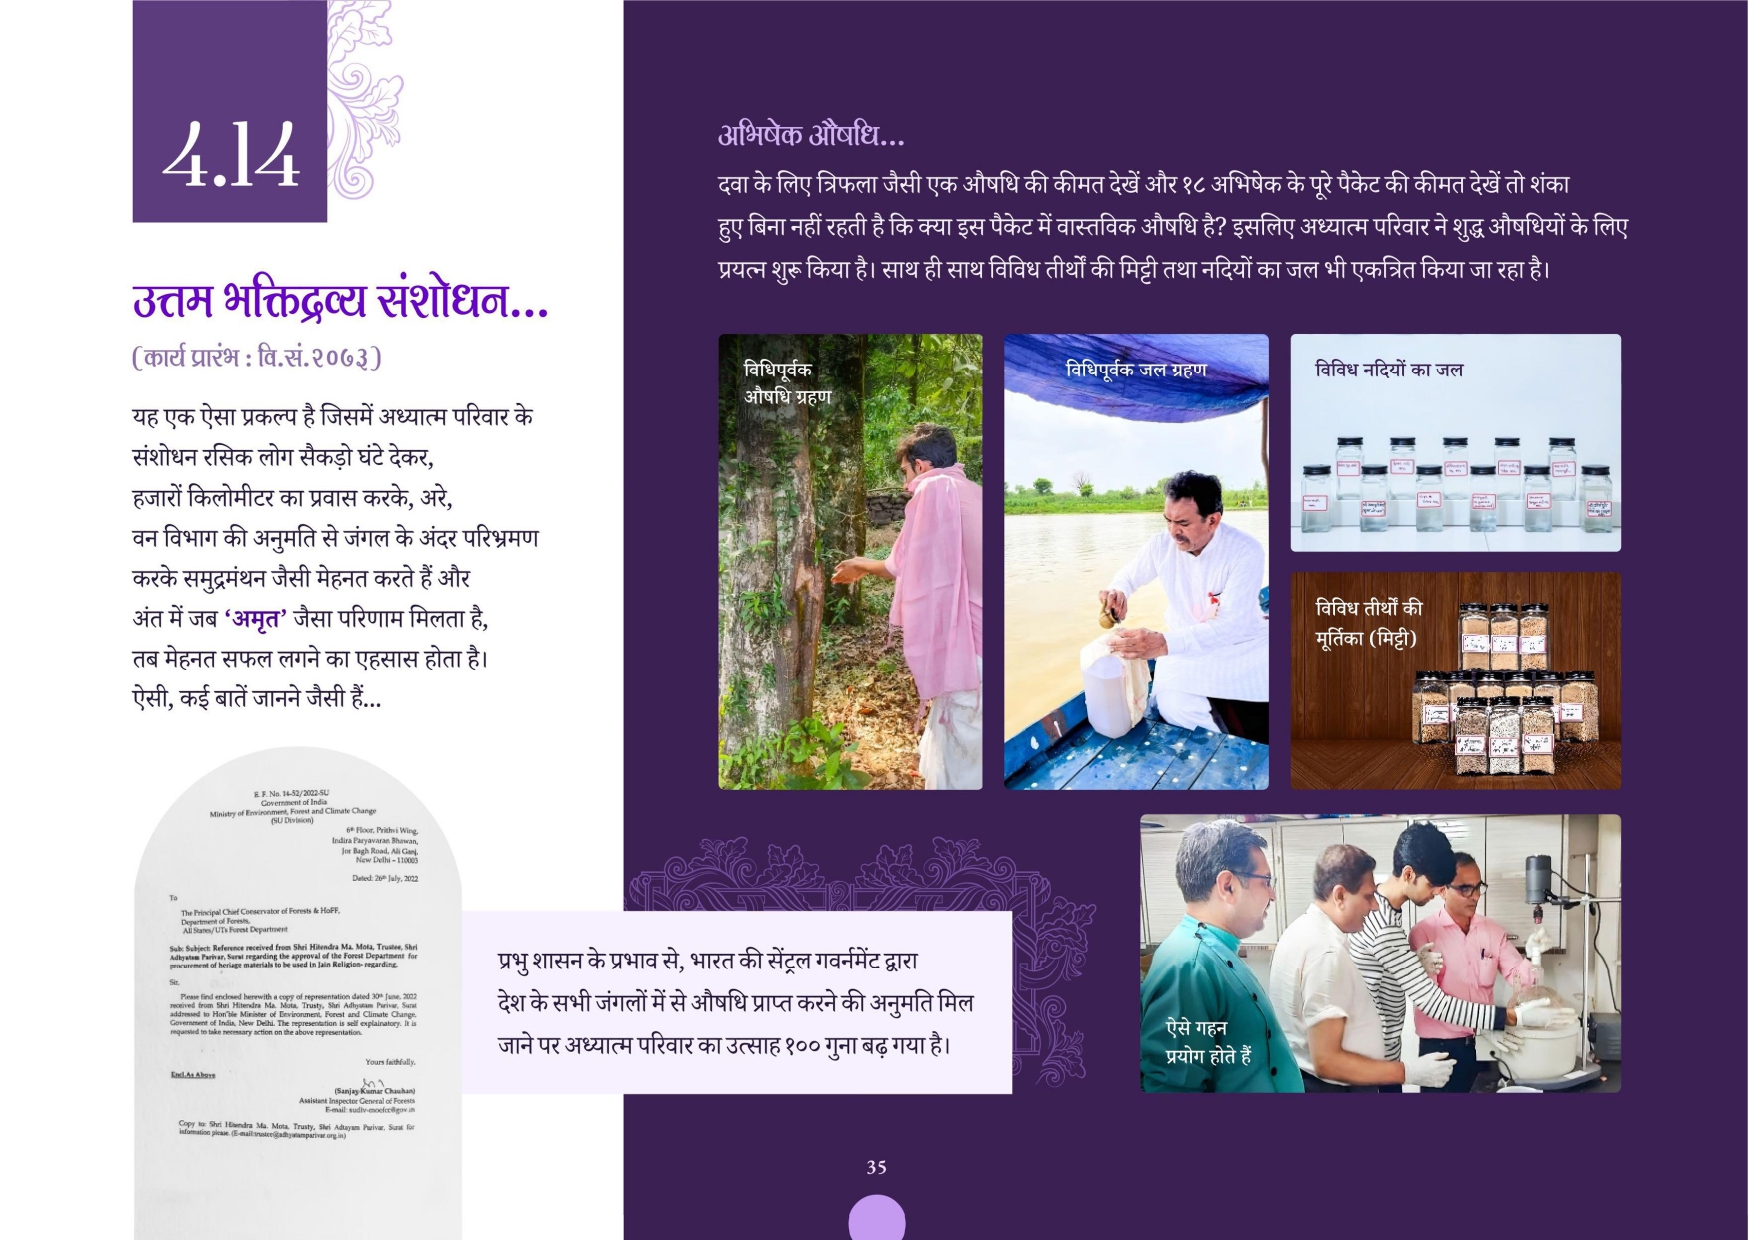 4.14
उत्तम भक्तिद्रव्य संशोधन...
(कार्य प्रारंभ : वि.सं.२०७३)
यह एक ऐसा प्रकल्प है जिसमें अध्यात्म परिवार के
संशोधन रसिक लोग सैकड़ो घंटे देकर,
हजारों किलोमीटर का प्रवास करके, अरे,
वन विभाग की अनुमति से जंगल के अंदर परिभ्रमण
करके समुद्रमंथन जैसी मेहनत करते हैं और
अंत में जब ‘अमृत’ जैसा परिणाम मिलता है,
तब मेहनत सफल लगने का एहसास होता है।
ऐसी, कई बातें जानने जैसी हैं...
E. F. No. 14-52/2022-SU
Government of India
Ministry of Environment, Forest and Climate Change
(SU Division)
6th Floor, Prithvi Wing,
Indira Paryavaran Bhawan,
Jor Bagh Road, Ali Ganj,
New Delhi – 110003
Dated: 26th July, 2022
To
The Principal Chief Conservator of Forests & HoFF,
Department of Forests,
All States/UTs Forest Department
Sub: Subject: Reference received from Shri Hitendra Ma. Mota, Trustee, Shri
Adhyatam Parivar, Surat regarding the approval of the Forest Department for
procurement of heriage materials to be used in Jain Religion- regarding.
Sir,
Please find enclosed herewith a copy of representation dated 30th June, 2022
received from Shri Hitendra Ma. Mota, Trusty, Shri Adhyatam Parivar, Surat
addressed to Hon'ble Minister of Environment, Forest and Climate Change,
Government of India, New Delhi. The representation is self explainatory. It is
requested to take necessary action on the above representation.
Yours faithfully,
Encl.As Above
(Sanjay Kumar Chauhan)
Assistant Inspector General of Forests
E-mail: sudiv-moefcc@gov.in
Copy to: Shri Hitendra Ma. Mota, Trusty, Shri Adtayam Parivar, Surat for
information please. (E-mail:trustee@adhyatamparivar.org.in)
प्रभु शासन के प्रभाव से, भारत की सेंट्रल गवर्नमेंट द्वारा
देश के सभी जंगलों में से औषधि प्राप्त करने की अनुमति मिल
जाने पर अध्यात्म परिवार का उत्साह १०० गुना बढ़ गया है।
अभिषेक औषधि...
दवा के लिए त्रिफला जैसी एक औषधि की कीमत देखें और १८ अभिषेक के पूरे पैकेट की कीमत देखें तो शंका
हुए बिना नहीं रहती है कि क्या इस पैकेट में वास्तविक औषधि है? इसलिए अध्यात्म परिवार ने शुद्ध औषधियों के लिए
प्रयत्न शुरू किया है। साथ ही साथ विविध तीर्थों की मिट्टी तथा नदियों का जल भी एकत्रित किया जा रहा है।
विधिपूर्वक
औषधि ग्रहण
विधिपूर्वक जल ग्रहण
विविध नदियों का जल
विविध तीर्थों की
मूर्तिका (मिट्टी)
ऐसे गहन
प्रयोग होते हैं
35